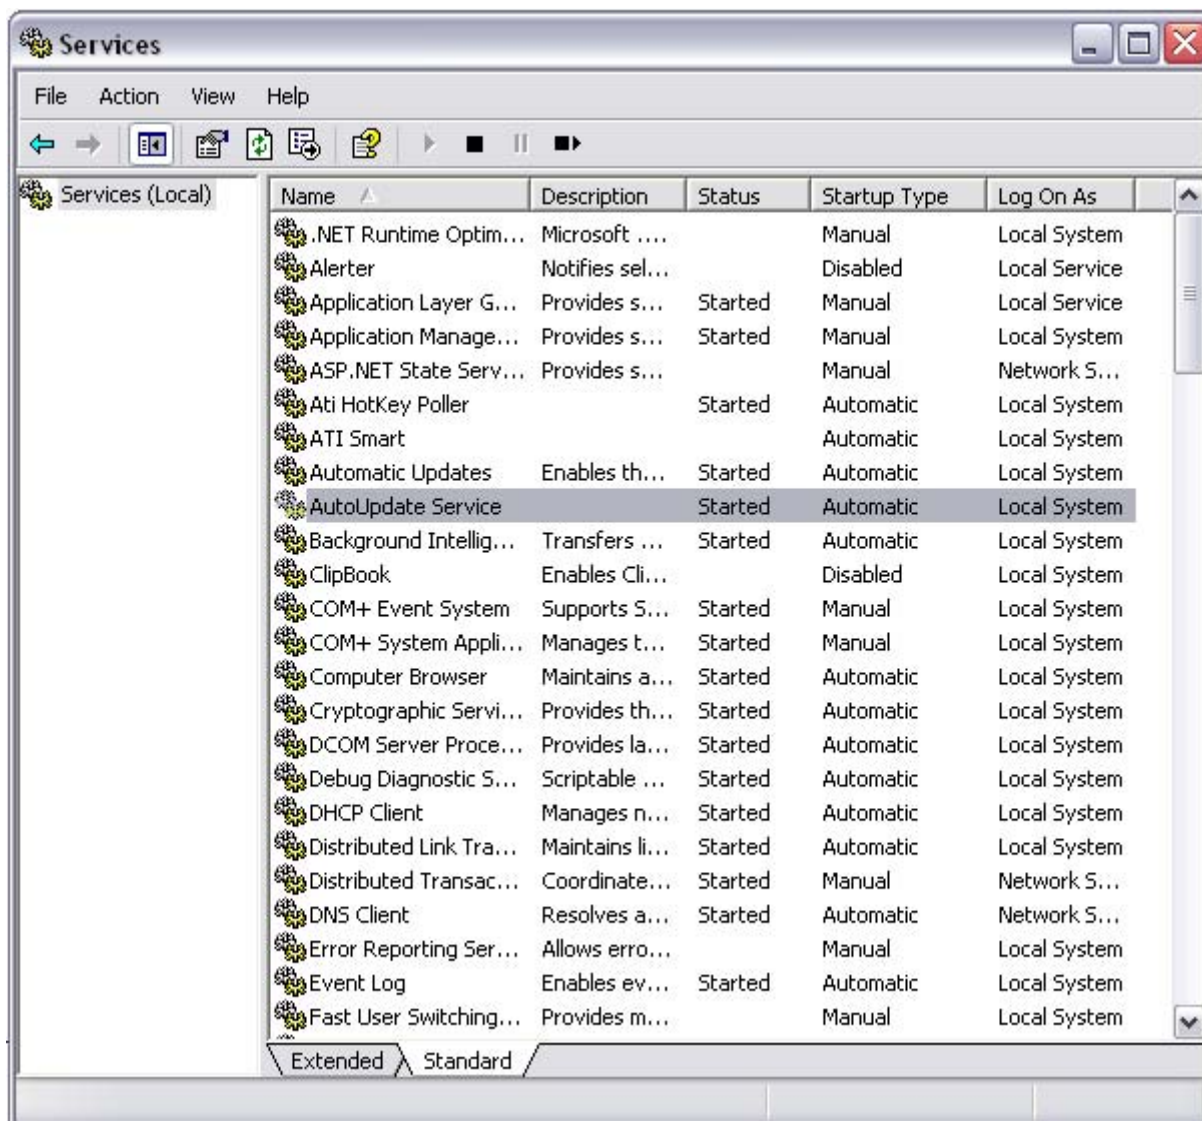 Services
File Action View Help
Services (Local)
Name Description Status Startup Type Log On As
.NET Runtime Optim... Microsoft .... Manual Local System
Alerter Notifies sel... Disabled Local Service
Application Layer G... Provides s... Started Manual Local Service
Application Manage... Provides s... Started Manual Local System
ASP.NET State Serv... Provides s... Manual Network S...
Ati HotKey Poller Started Automatic Local System
ATI Smart Automatic Local System
Automatic Updates Enables th... Started Automatic Local System
AutoUpdate Service Started Automatic Local System
Background Intellig... Transfers ... Started Automatic Local System
ClipBook Enables Cli... Disabled Local System
COM+ Event System Supports S... Started Manual Local System
COM+ System Appli... Manages t... Started Manual Local System
Computer Browser Maintains a... Started Automatic Local System
Cryptographic Servi... Provides th... Started Automatic Local System
DCOM Server Proce... Provides la... Started Automatic Local System
Debug Diagnostic S... Scriptable ... Started Automatic Local System
DHCP Client Manages n... Started Automatic Local System
Distributed Link Tra... Maintains li... Started Automatic Local System
Distributed Transac... Coordinate... Started Manual Network S...
DNS Client Resolves a... Started Automatic Network S...
Error Reporting Ser... Allows erro... Manual Local System
Event Log Enables ev... Started Automatic Local System
Fast User Switching... Provides m... Manual Local System
Extended Standard